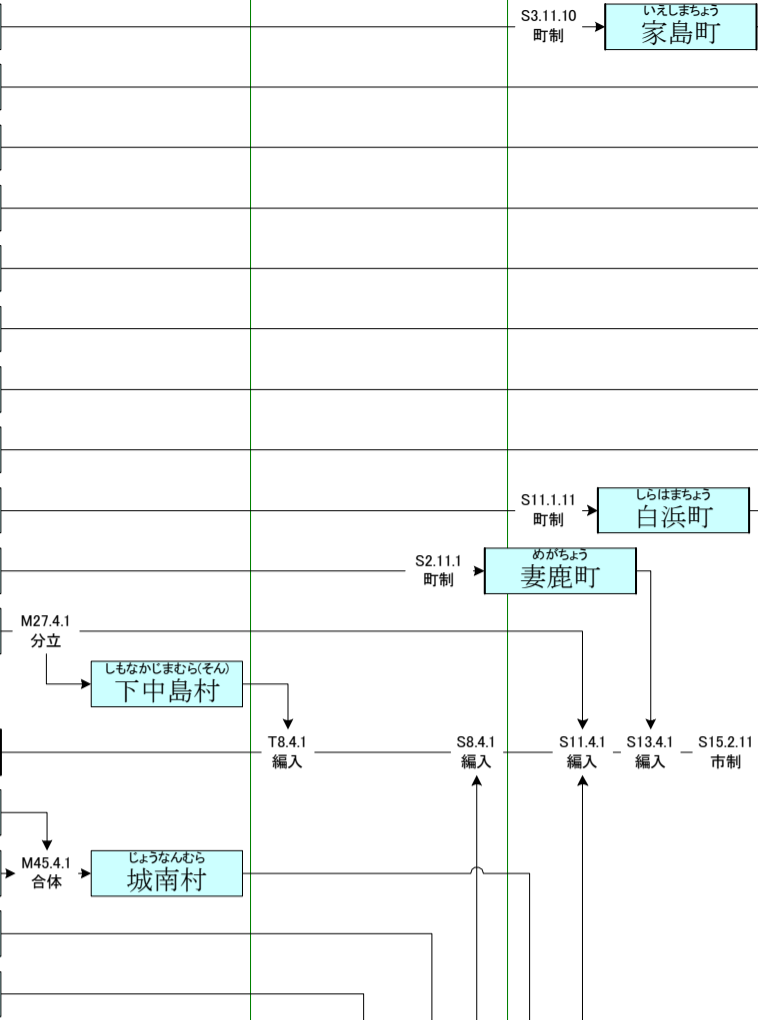 S3.11.10
町制
いえしまちょう
家島町
S11.1.11
町制
しらはまちょう
白浜町
S2.11.1
町制
めがちょう
妻鹿町
M27.4.1
分立
しもなかじまむら(そん)
下中島村
T8.4.1
編入
S8.4.1
編入
S11.4.1
編入
S13.4.1
編入
S15.2.11
市制
M45.4.1
合体
じょうなんむら
城南村